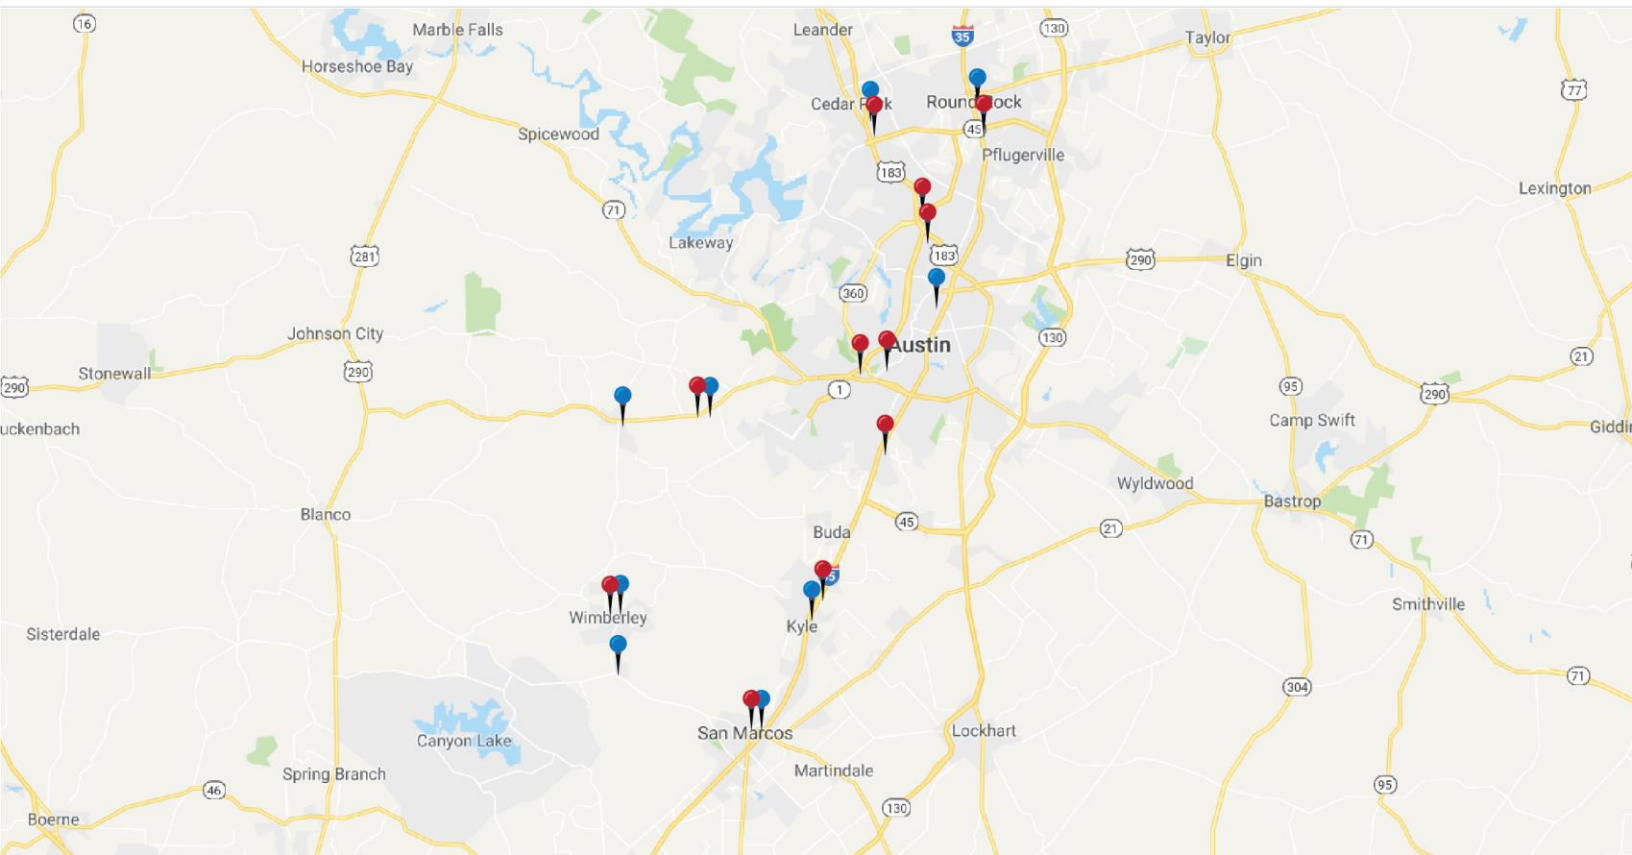 16
Marble Falls
Leander
35
130
Taylor
Horseshoe Bay
77
Cedar P k
Round ock
Spicewood
45
Pflugerville
183
Lexington
71
Lakeway
281
183
290
Elgin
360
Johnson City
130
Austin
21
Stonewall
290
290
1
95
290
Camp Swift
uckenbach
Giddin
Wyldwood
Bastrop
Blanco
45
21
Buda
71
5
Smithville
Wimberley
Kyle
Sisterdale
71
304
San Marcos
Lockhart
Canyon Lake
Spring Branch
Martindale
95
46
130
Boerne